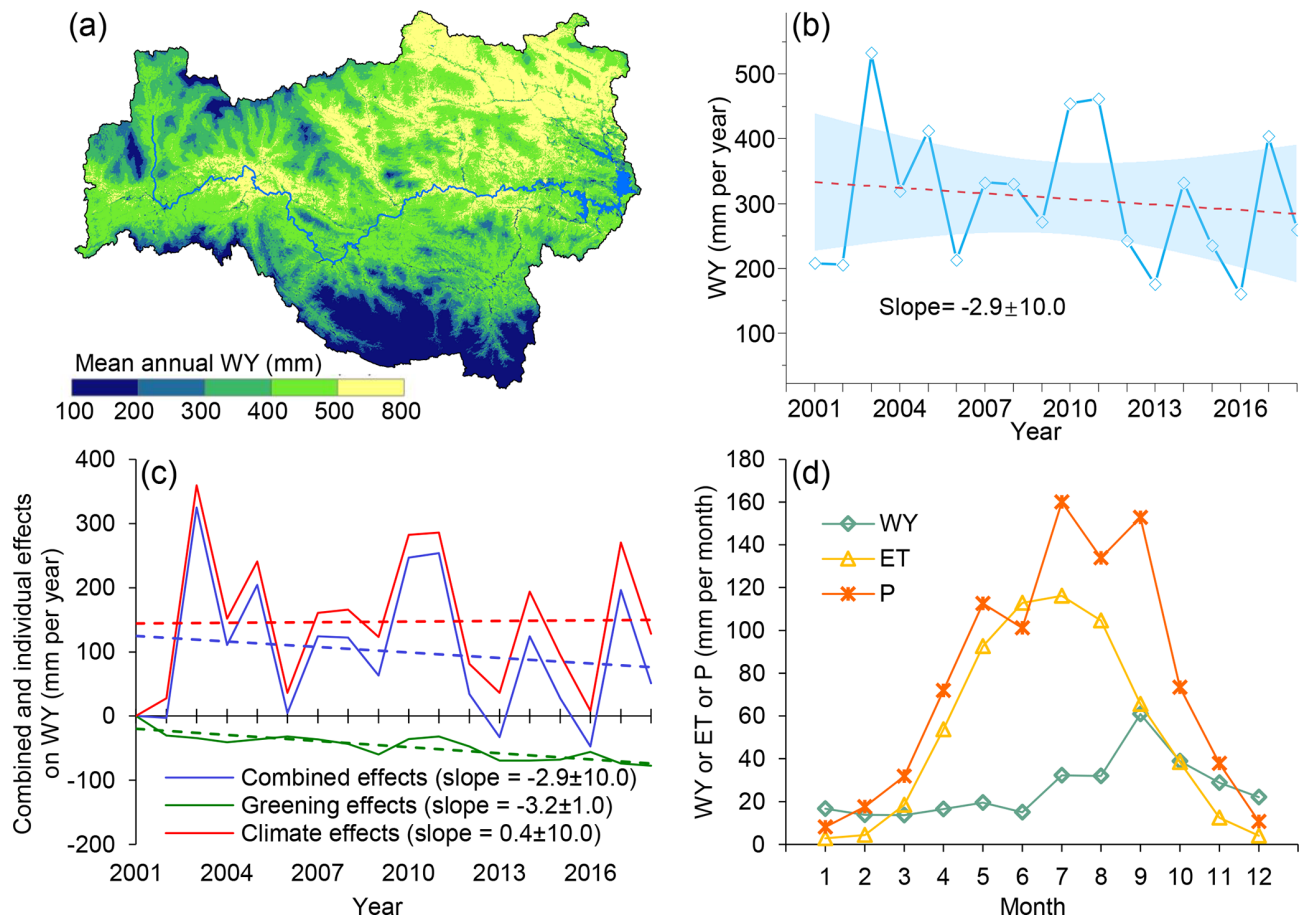 (a)
Mean annual WY (mm)
100 200 300 400 500 800
(b)
WY (mm per year)
500
400
300
200
100
Slope= -2.9±10.0
2001 2004 2007 2010 2013 2016
Year
(c)
Combined and individual effects
on WY (mm per year)
400
300
200
100
0
-100
-200
Combined effects (slope = -2.9±10.0)
Greening effects (slope = -3.2±1.0)
Climate effects (slope = 0.4±10.0)
2001 2004 2007 2010 2013 2016
Year
(d)
WY or ET or P (mm per month)
180
160
140
120
100
80
60
40
20
0
WY
ET
P
1 2 3 4 5 6 7 8 9 10 11 12
Month